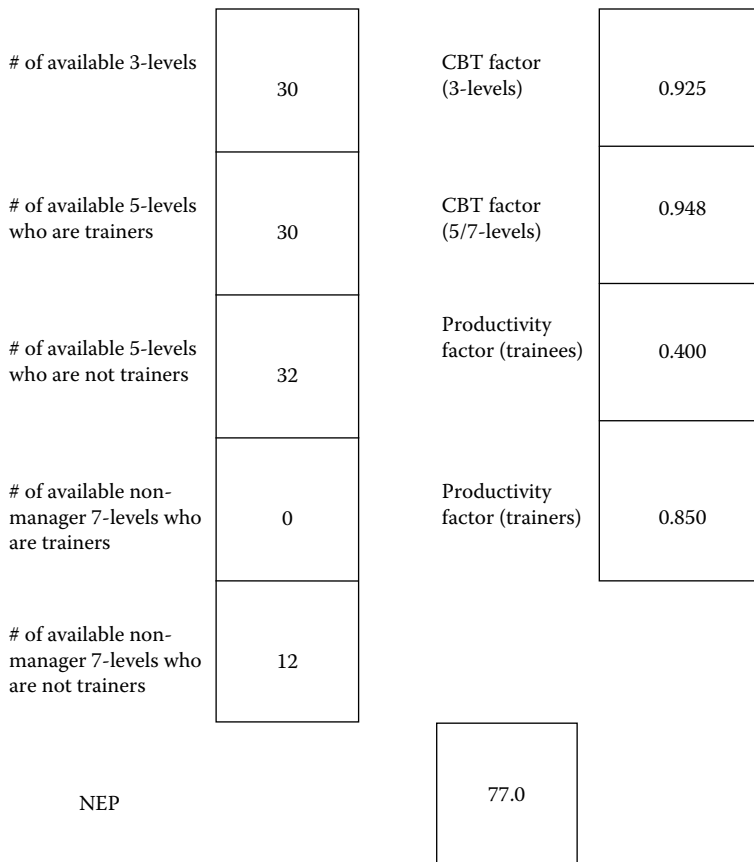 # of available 3-levels
30
# of available 5-levels
who are trainers
30
# of available 5-levels
who are not trainers
32
# of available non-
manager 7-levels who
are trainers
0
# of available non-
manager 7-levels who
are not trainers
12
CBT factor
(3-levels)
0.925
CBT factor
(5/7-levels)
0.948
Productivity
factor (trainees)
0.400
Productivity
factor (trainers)
0.850
NEP
77.0